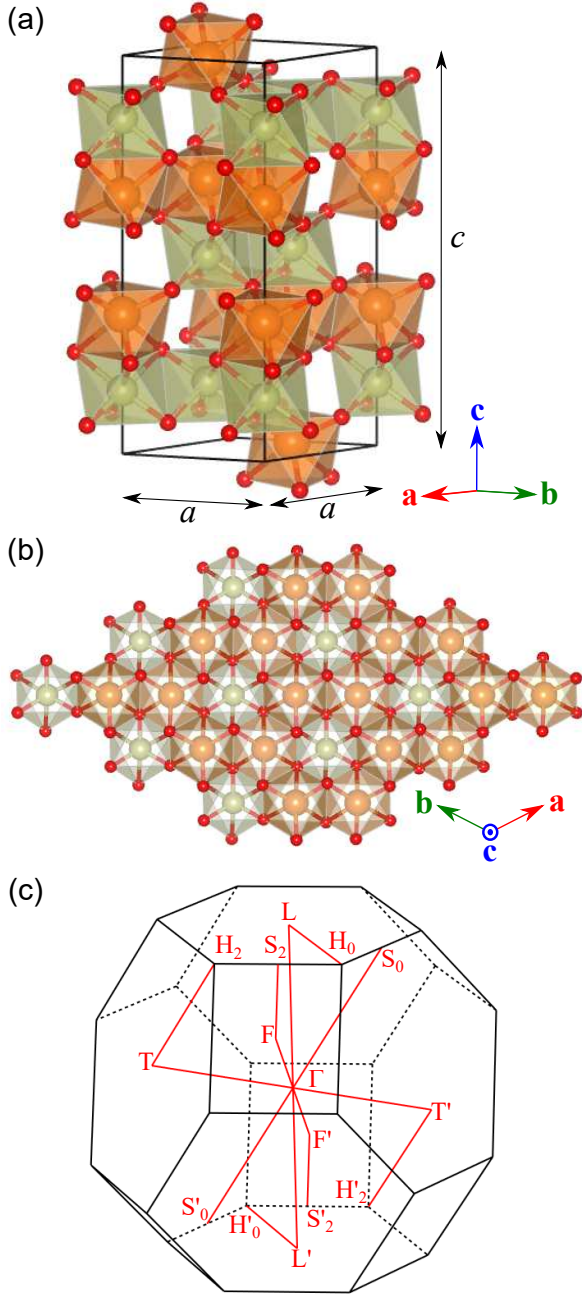 (a)
c
a
a
c
a
b
(b)
b
a
c
(c)
L
H₂
S₂
H₀
S₀
F
T
Γ
T'
F'
S'₀
H'₀
S'₂
H'₂
L'